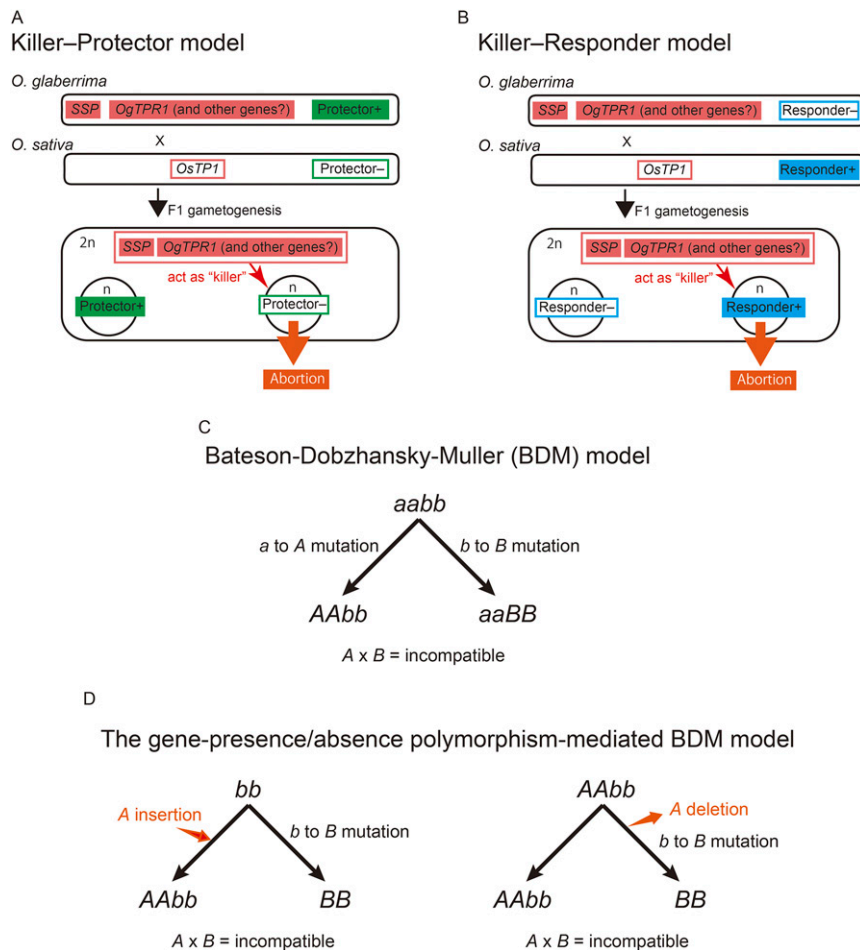 A
Killer–Protector model
O. glaberrima
SSP OgTPR1 (and other genes?) Protector+
X
O. sativa
OsTP1 Protector–
F1 gametogenesis
2n
SSP OgTPR1 (and other genes?)
act as “killer”
n
Protector+
n
Protector–
Abortion
B
Killer–Responder model
O. glaberrima
SSP OgTPR1 (and other genes?) Responder–
X
O. sativa
OsTP1 Responder+
F1 gametogenesis
2n
SSP OgTPR1 (and other genes?)
act as “killer”
n
Responder–
n
Responder+
Abortion
C
Bateson-Dobzhansky-Muller (BDM) model
aabb
a to A mutation b to B mutation
AAbb aaBB
A x B = incompatible
D
The gene-presence/absence polymorphism-mediated BDM model
bb
A insertion
b to B mutation
AAbb BB
A x B = incompatible
AAbb
A deletion
b to B mutation
AAbb BB
A x B = incompatible